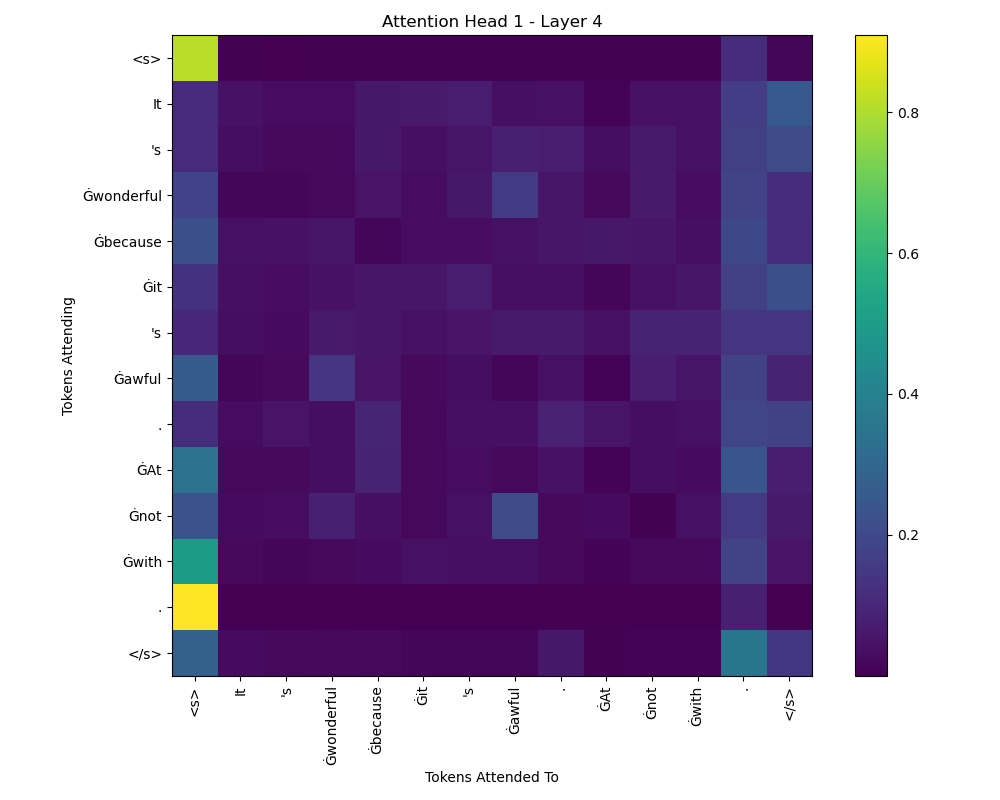 Attention Head 1 - Layer 4
<s>
It
's
Ġwonderful
Ġbecause
Ġit
's
Ġawful
.
ĠAt
Ġnot
Ġwith
.
</s>
Tokens Attending
<s>
It
's
Ġwonderful
Ġbecause
Ġit
's
Ġawful
.
ĠAt
Ġnot
Ġwith
.
</s>
Tokens Attended To
0.8
0.6
0.4
0.2